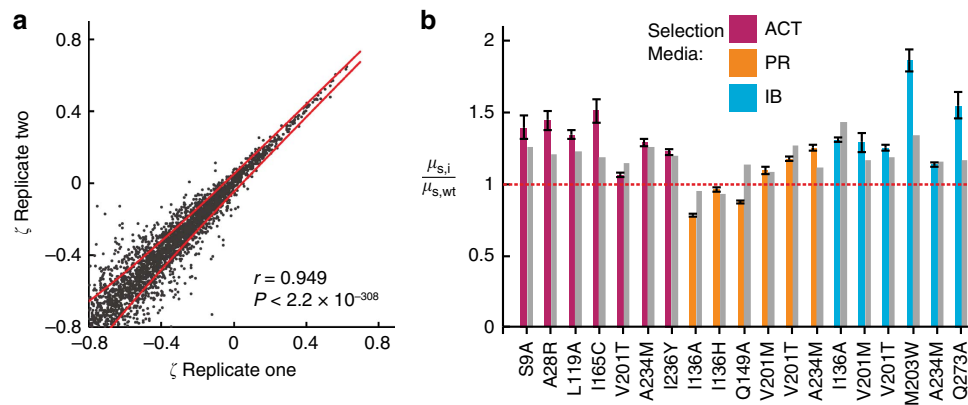 a
ζ Replicate two
0.8
0.4
0
−0.4
−0.8
−0.8 −0.4 0 0.4 0.8
ζ Replicate one
r = 0.949
P < 2.2 × 10⁻³⁰⁸
b
μs,i
μs,wt
2
1.5
1
0.5
0
Selection
Media:
ACT
PR
IB
S9A
A28R
L119A
I165C
V201T
A234M
I236Y
I136A
I136H
Q149A
V201M
V201T
A234M
I136A
V201M
V201T
M203W
A234M
Q273A